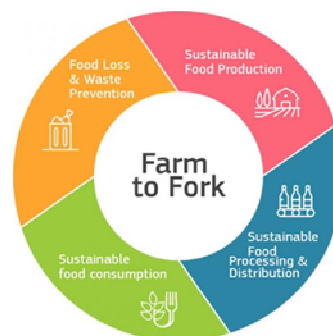 Food Loss
& Waste
Prevention
Sustainable
Food Production
Farm
to Fork
Sustainable
Food
Processing &
Distribution
Sustainable
food consumption